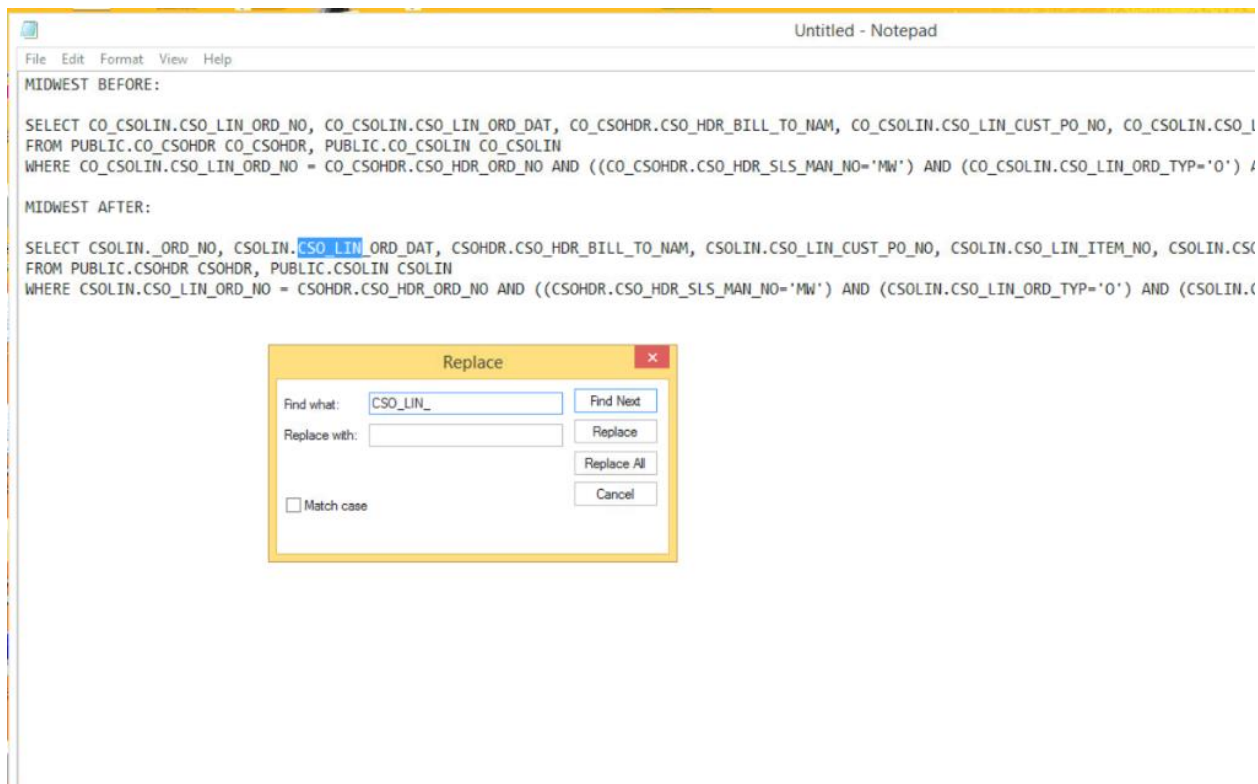 Untitled - Notepad
File Edit Format View Help
MIDWEST BEFORE:
SELECT CO_CSOLIN.CSO_LIN_ORD_NO, CO_CSOLIN.CSO_LIN_ORD_DAT, CO_CSOHDR.CSO_HDR_BILL_TO_NAM, CO_CSOLIN.CSO_LIN_CUST_PO_NO, CO_CSOLIN.CSO_L
FROM PUBLIC.CO_CSOHDR CO_CSOHDR, PUBLIC.CO_CSOLIN CO_CSOLIN
WHERE CO_CSOLIN.CSO_LIN_ORD_NO = CO_CSOHDR.CSO_HDR_ORD_NO AND ((CO_CSOHDR.CSO_HDR_SLS_MAN_NO='MW') AND (CO_CSOLIN.CSO_LIN_ORD_TYP='O') A
MIDWEST AFTER:
SELECT CSOLIN._ORD_NO, CSOLIN.CSO_LIN_ORD_DAT, CSOHDR.CSO_HDR_BILL_TO_NAM, CSOLIN.CSO_LIN_CUST_PO_NO, CSOLIN.CSO_LIN_ITEM_NO, CSOLIN.CSO
FROM PUBLIC.CSOHDR CSOHDR, PUBLIC.CSOLIN CSOLIN
WHERE CSOLIN.CSO_LIN_ORD_NO = CSOHDR.CSO_HDR_ORD_NO AND ((CSOHDR.CSO_HDR_SLS_MAN_NO='MW') AND (CSOLIN.CSO_LIN_ORD_TYP='O') AND (CSOLIN.C
Replace
Find what: CSO_LIN_ Find Next
Replace with: Replace
Replace All
Cancel
Match case